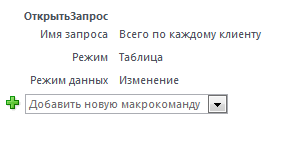 ОткрытьЗапрос
Имя запроса Всего по каждому клиенту
Режим Таблица
Режим данных Изменение
Добавить новую макрокоманду